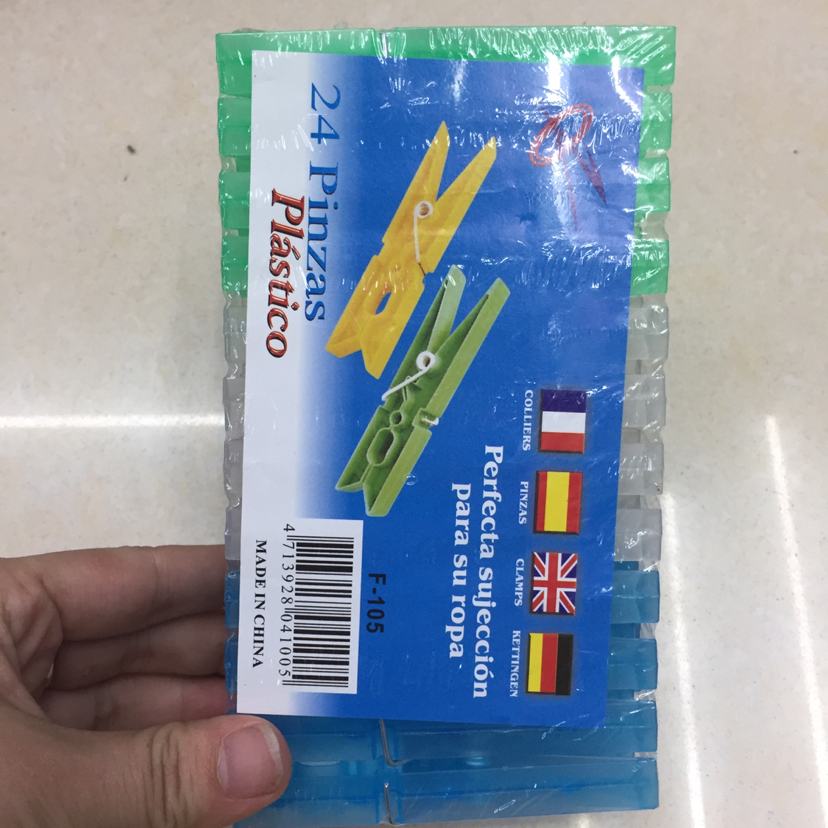 COLLIERS
PINZAS
CLAMPS
KETTINGEN
Perfecta sujección
para su ropa
24 Pinzas
Plástico
F-105
4 713928 041005
MADE IN CHINA